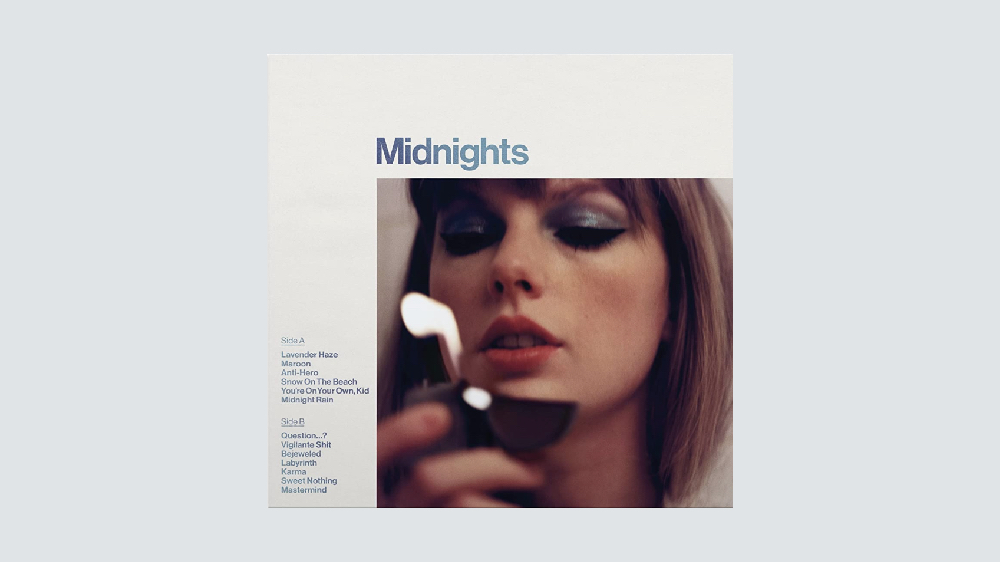 Midnights
Side A
Lavender Haze
Maroon
Anti-Hero
Snow On The Beach
You're On Your Own, Kid
Midnight Rain
Side B
Question...?
Vigilante Shit
Bejeweled
Labyrinth
Karma
Sweet Nothing
Mastermind